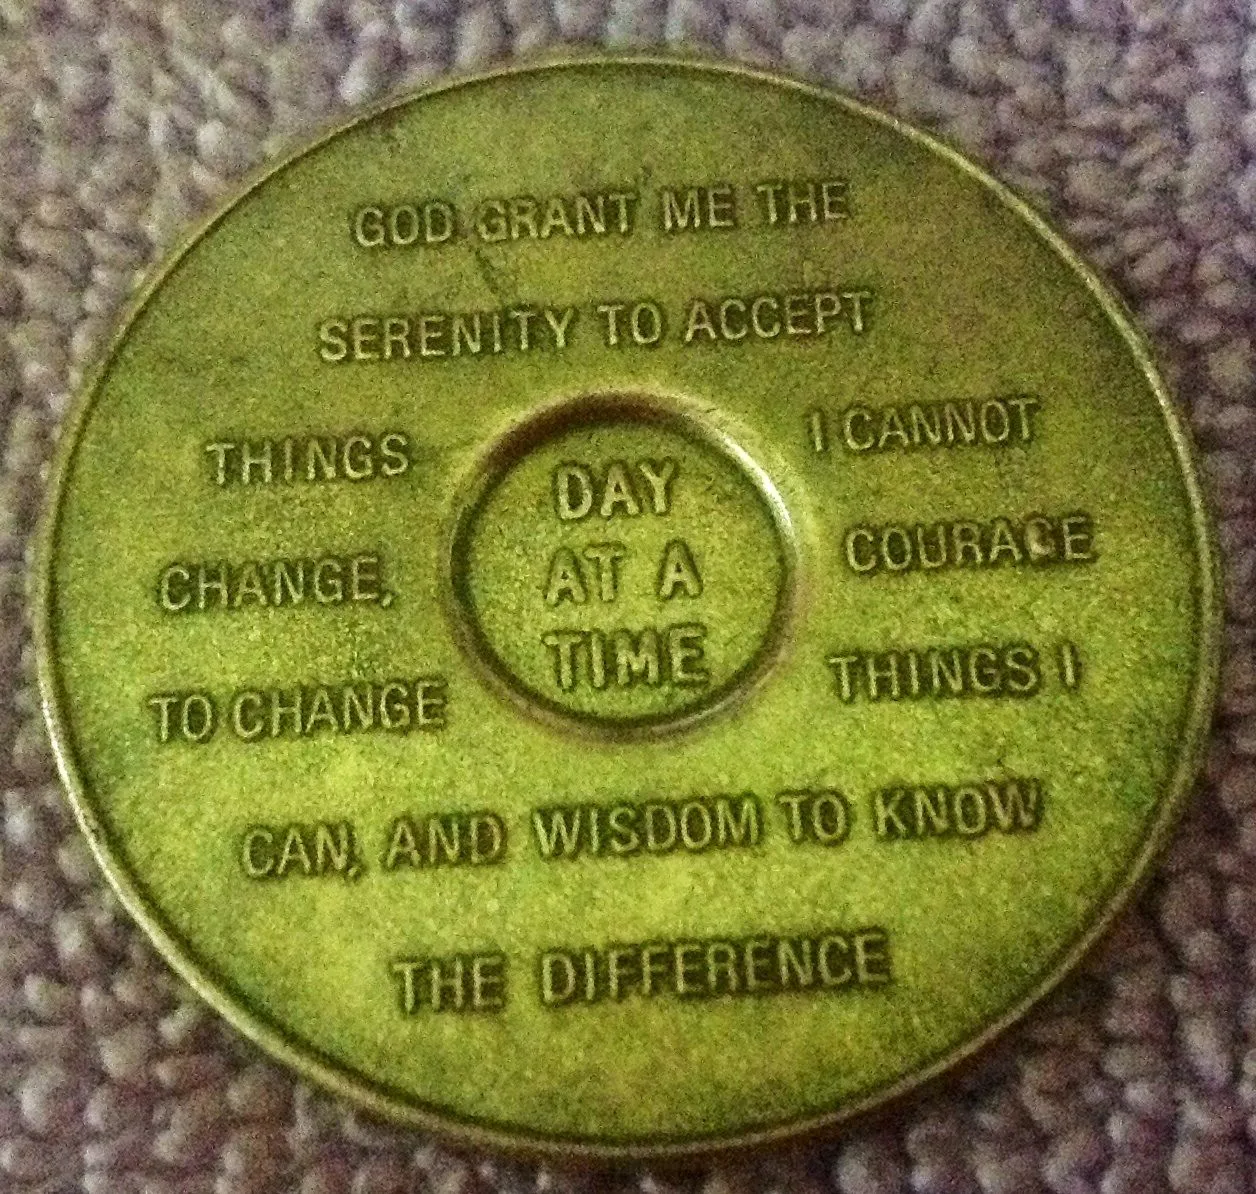 GOD GRANT ME THE
SERENITY TO ACCEPT
THINGS I CANNOT
CHANGE, COURAGE
TO CHANGE THINGS I
CAN, AND WISDOM TO KNOW
THE DIFFERENCE
DAY
AT A
TIME